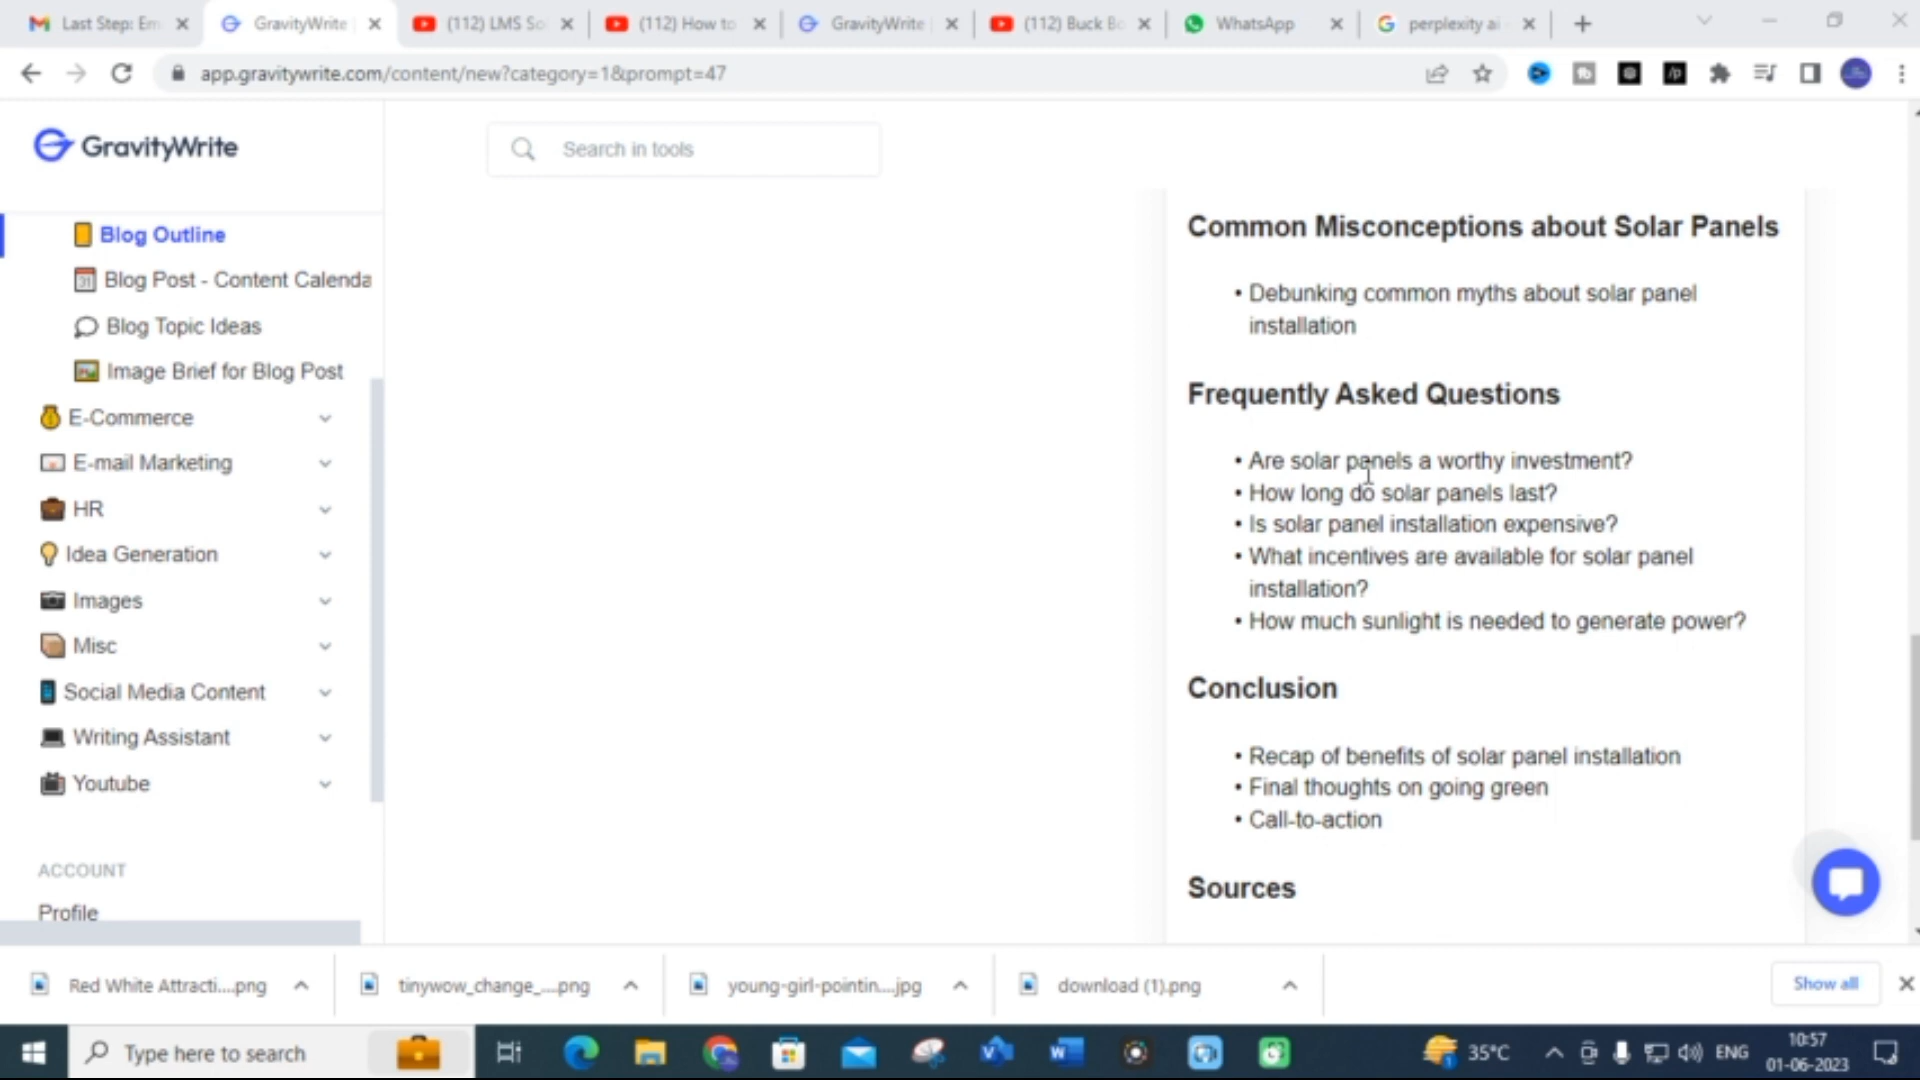 Last Step: Em
GravityWrite
(112) LMS So
(112) How to
GravityWrite
(112) Buck Bo
WhatsApp
perplexity ai
app.gravitywrite.com/content/new?category=1&prompt=47
GravityWrite
Search in tools
Blog Outline
Blog Post - Content Calenda
Blog Topic Ideas
Image Brief for Blog Post
E-Commerce
E-mail Marketing
HR
Idea Generation
Images
Misc
Social Media Content
Writing Assistant
Youtube
ACCOUNT
Profile
Common Misconceptions about Solar Panels
• Debunking common myths about solar panel
installation
Frequently Asked Questions
• Are solar panels a worthy investment?
• How long do solar panels last?
• Is solar panel installation expensive?
• What incentives are available for solar panel
installation?
• How much sunlight is needed to generate power?
Conclusion
• Recap of benefits of solar panel installation
• Final thoughts on going green
• Call-to-action
Sources
Red White Attracti....png
tinywow_change_....png
young-girl-pointin....jpg
download (1).png
Show all
Type here to search
35°C
ENG
10:57
01-06-2023